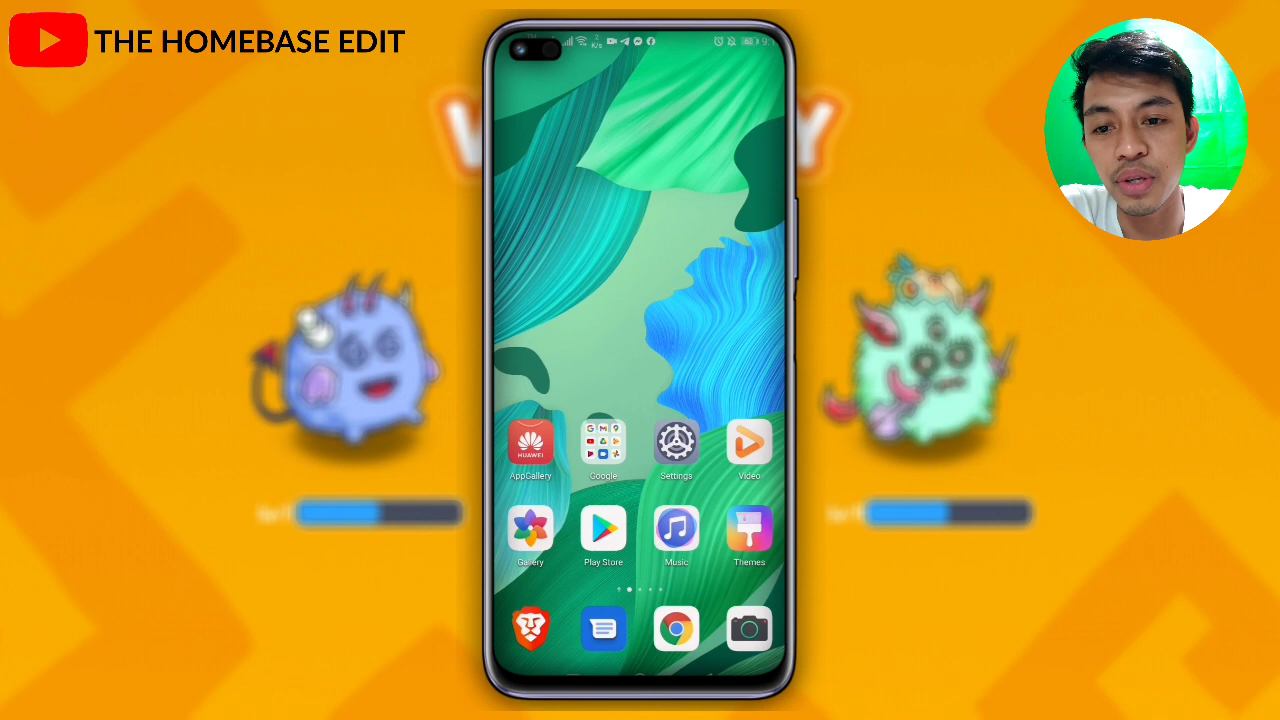 THE HOMEBASE EDIT
K/s
HUAWEI
AppGallery Google Settings Video
Gallery Play Store Music Themes